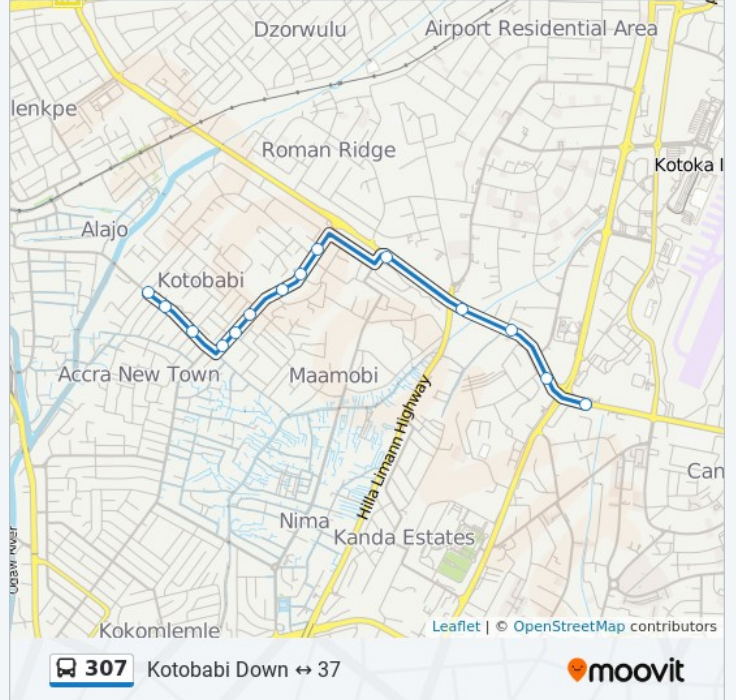 Dzorwulu
Airport Residential Area
lenkpe
Roman Ridge
Kotoka I
Alajo
Kotobabi
Accra New Town
Maamobi
Hilla Limann Highway
Can
Nima
Kanda Estates
Kokomlemle
Leaflet | © OpenStreetMap contributors
307 Kotobabi Down ↔ 37
moovit